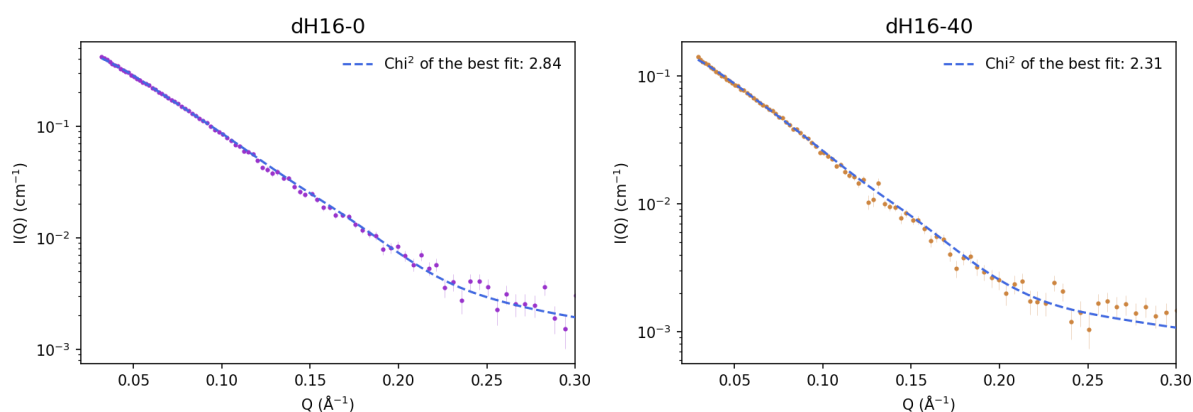 dH16-0
Chi² of the best fit: 2.84
10⁻¹
10⁻²
10⁻³
I(Q) (cm⁻¹)
0.05 0.10 0.15 0.20 0.25 0.30
Q (Å⁻¹)
dH16-40
Chi² of the best fit: 2.31
10⁻¹
10⁻²
10⁻³
I(Q) (cm⁻¹)
0.05 0.10 0.15 0.20 0.25 0.30
Q (Å⁻¹)